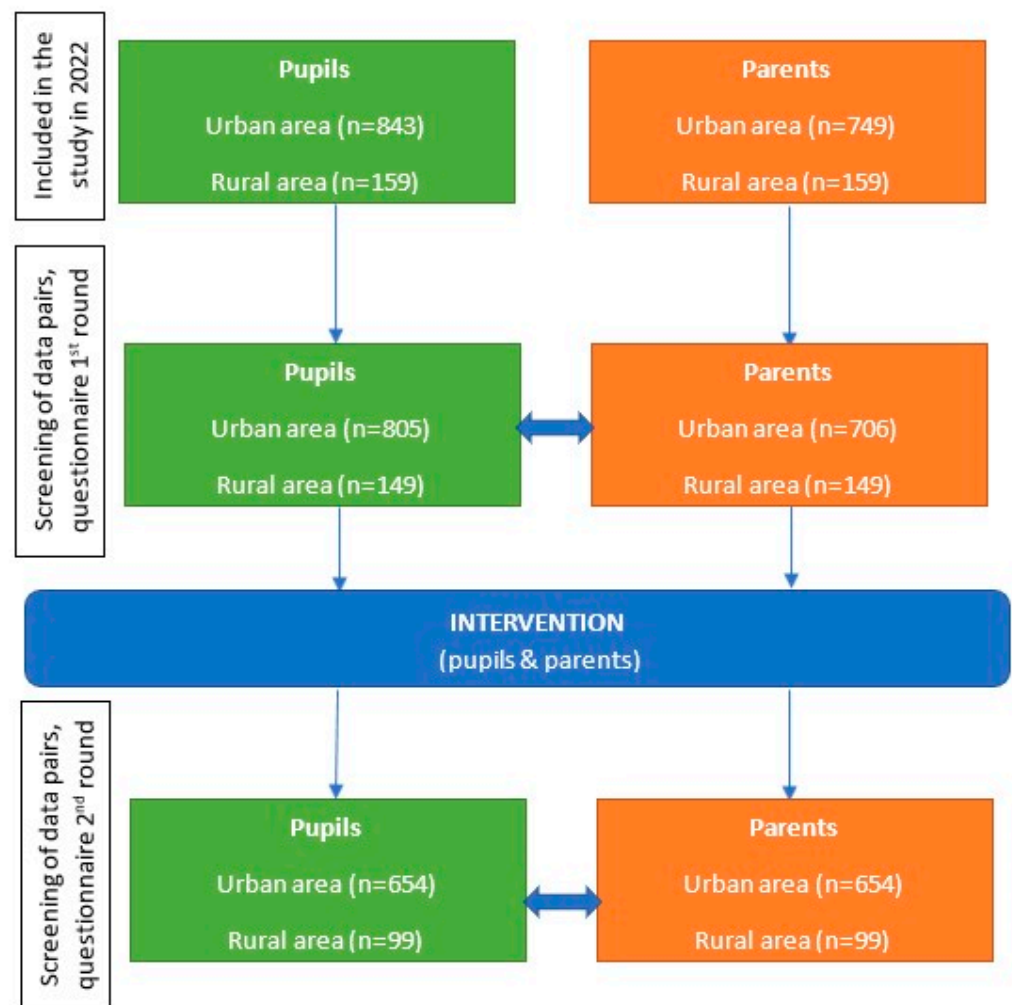 Included in the
study in 2022
Pupils
Urban area (n=843)
Rural area (n=159)
Parents
Urban area (n=749)
Rural area (n=159)
Screening of data pairs,
questionnaire 1st round
Pupils
Urban area (n=805)
Rural area (n=149)
Parents
Urban area (n=706)
Rural area (n=149)
INTERVENTION
(pupils & parents)
Screening of data pairs,
questionnaire 2nd round
Pupils
Urban area (n=654)
Rural area (n=99)
Parents
Urban area (n=654)
Rural area (n=99)